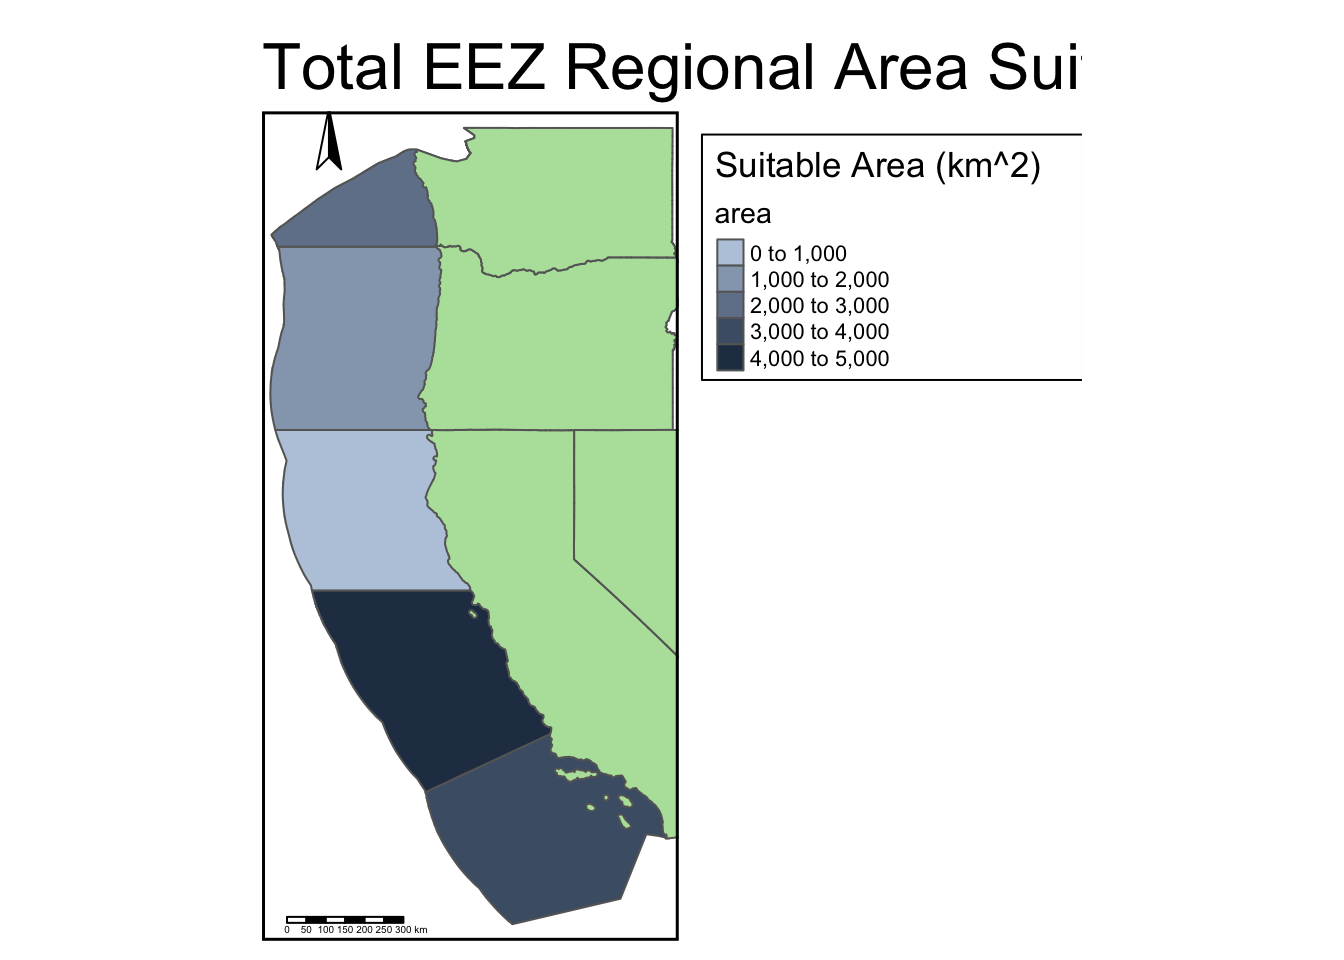 Total EEZ Regional Area Sui
Suitable Area (km^2)
area
0 to 1,000
1,000 to 2,000
2,000 to 3,000
3,000 to 4,000
4,000 to 5,000
0 50 100 150 200 250 300 km